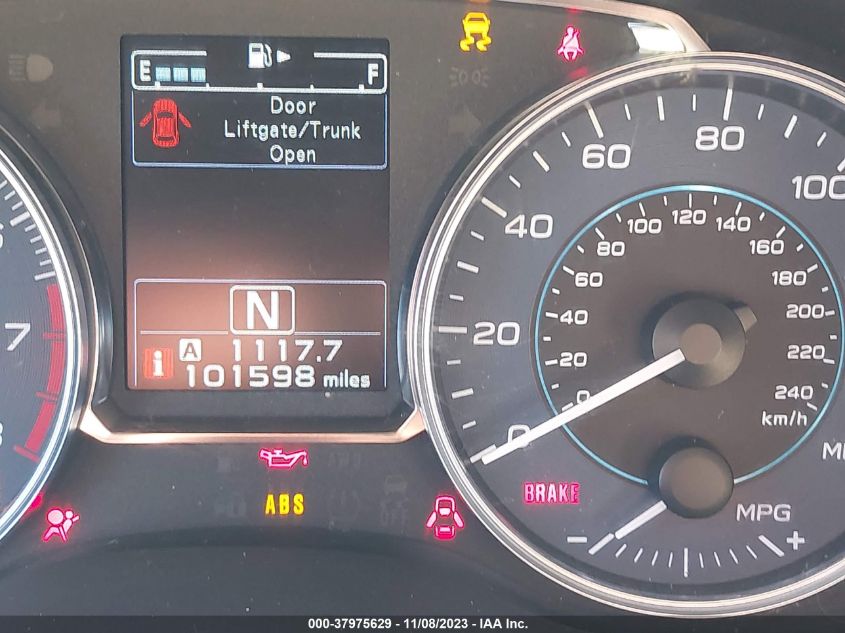 E F
Door
Liftgate/Trunk
Open
N
A 1117.7
i 101598 miles
7
ABS
BRAKE
0 20 40 60 80 100
0 20 40 60 80 100 120 140 160 180 200 220 240
km/h
MPG
- +
000-37975629 - 11/08/2023 - IAA Inc.